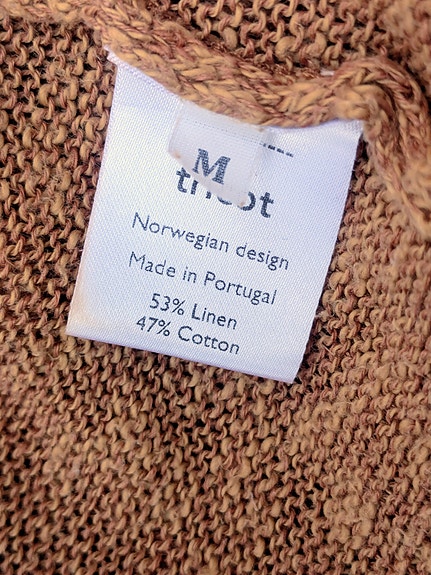 M
Norwegian design
Made in Portugal
53% Linen
47% Cotton